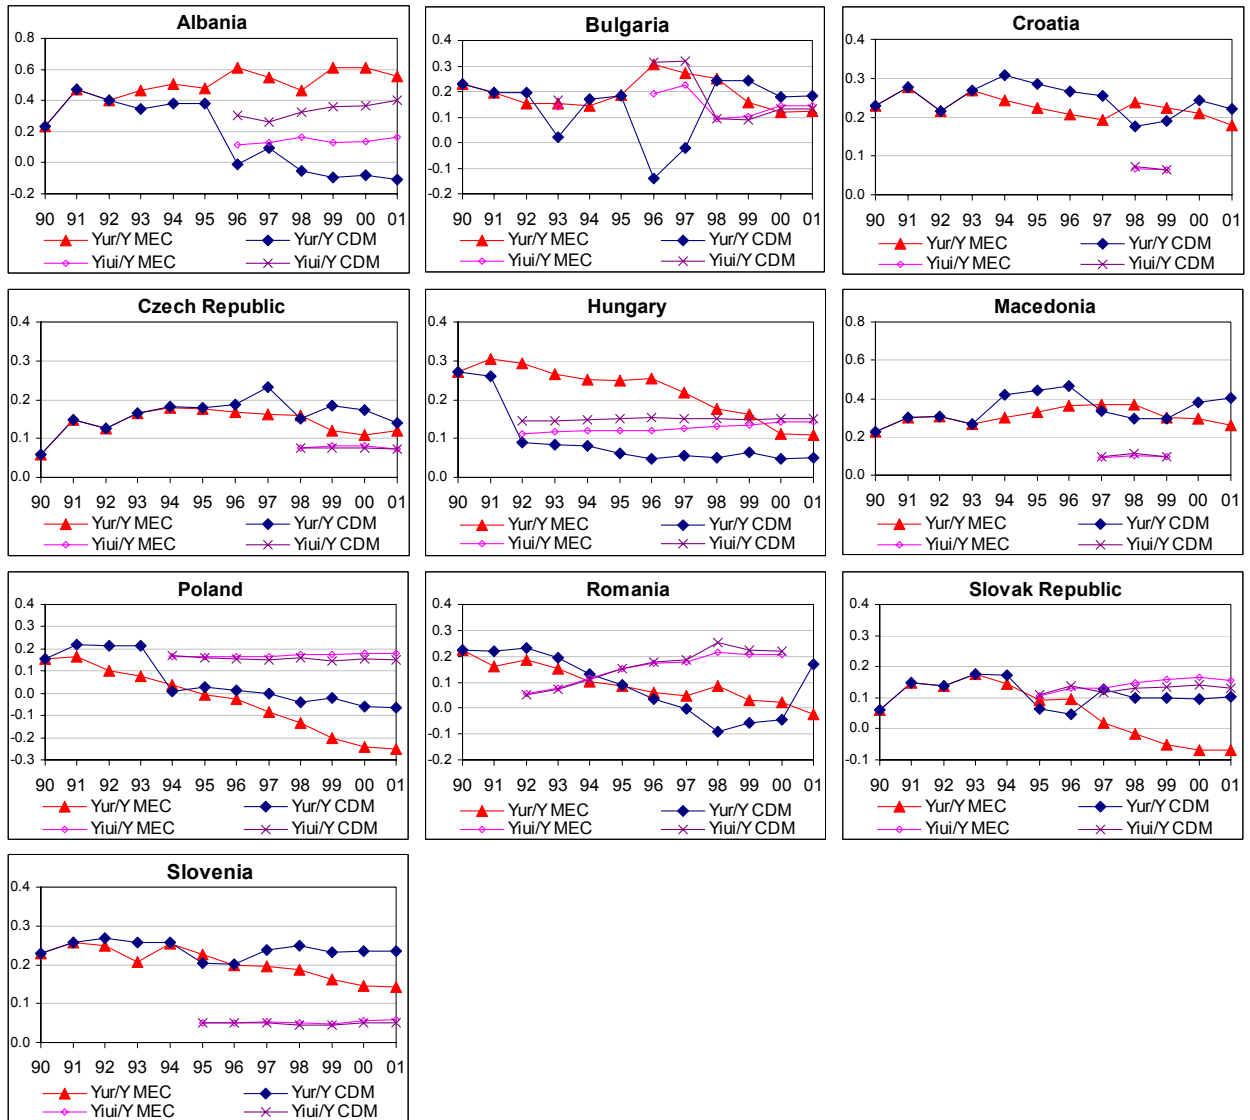 Albania
0.8
0.6
0.4
0.2
0.0
-0.2
90 91 92 93 94 95 96 97 98 99 00 01
Yur/Y MEC Yur/Y CDM
Yiui/Y MEC Yiui/Y CDM
Bulgaria
0.4
0.3
0.2
0.1
0.0
-0.1
0.2
90 91 92 93 94 95 96 97 98 99 00 01
Yur/Y MEC Yur/Y CDM
Yiui/Y MEC Yiui/Y CDM
Croatia
0.4
0.3
0.2
0.1
0.0
90 91 92 93 94 95 96 97 98 99 00 01
Yur/Y MEC Yur/Y CDM
Yiui/Y MEC Yiui/Y CDM
Czech Republic
0.4
0.3
0.2
0.1
0.0
90 91 92 93 94 95 96 97 98 99 00 01
Yur/Y MEC Yur/Y CDM
Yiui/Y MEC Yiui/Y CDM
Hungary
0.4
0.3
0.2
0.1
0.0
90 91 92 93 94 95 96 97 98 99 00 01
Yur/Y MEC Yur/Y CDM
Yiui/Y MEC Yiui/Y CDM
Macedonia
0.8
0.6
0.4
0.2
0.0
90 91 92 93 94 95 96 97 98 99 00 01
Yur/Y MEC Yur/Y CDM
Yiui/Y MEC Yiui/Y CDM
Poland
0.4
0.3
0.2
0.1
0.0
-0.1
-0.2
-0.3
90 91 92 93 94 95 96 97 98 99 00 01
Yur/Y MEC Yur/Y CDM
Yiui/Y MEC Yiui/Y CDM
Romania
0.4
0.3
0.2
0.1
0.0
-0.1
-0.2
90 91 92 93 94 95 96 97 98 99 00 01
Yur/Y MEC Yur/Y CDM
Yiui/Y MEC Yiui/Y CDM
Slovak Republic
0.4
0.3
0.2
0.1
0.0
-0.1
90 91 92 93 94 95 96 97 98 99 00 01
Yur/Y MEC Yur/Y CDM
Yiui/Y MEC Yiui/Y CDM
Slovenia
0.4
0.3
0.2
0.1
0.0
90 91 92 93 94 95 96 97 98 99 00 01
Yur/Y MEC Yur/Y CDM
Yiui/Y MEC Yiui/Y CDM